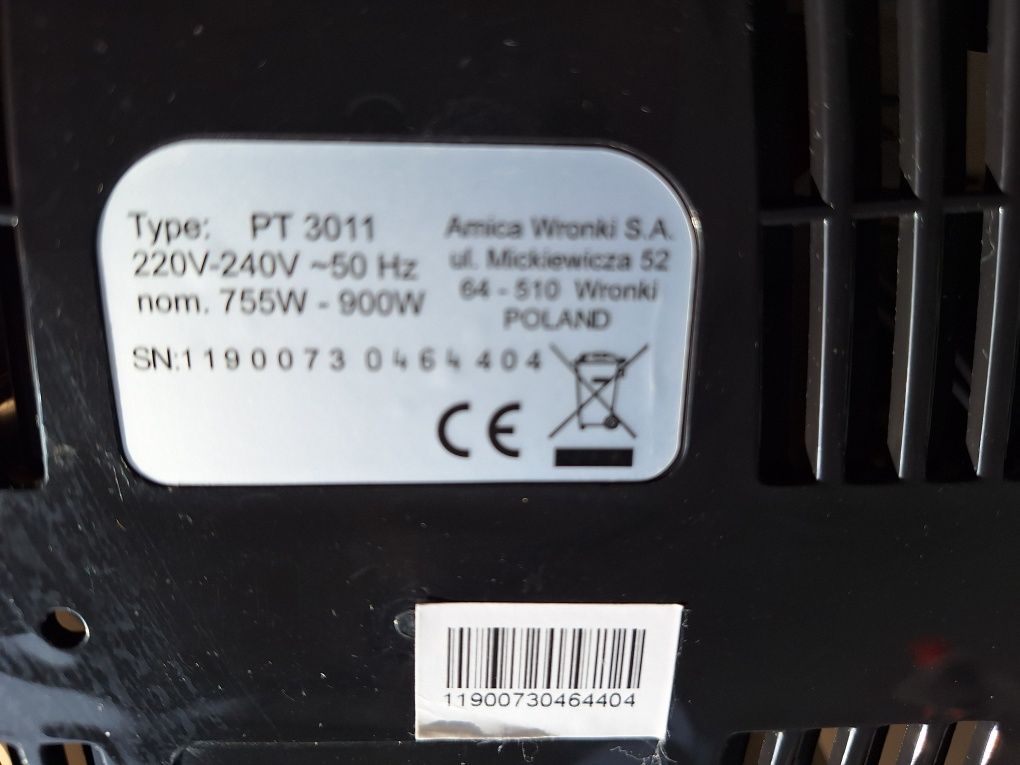 Type: PT 3011
220V-240V ~50 Hz
nom. 755W - 900W
SN:1190073 0464404
Amica Wronki S.A.
ul. Mickiewicza 52
64 - 510 Wronki
POLAND
CE
11900730464404